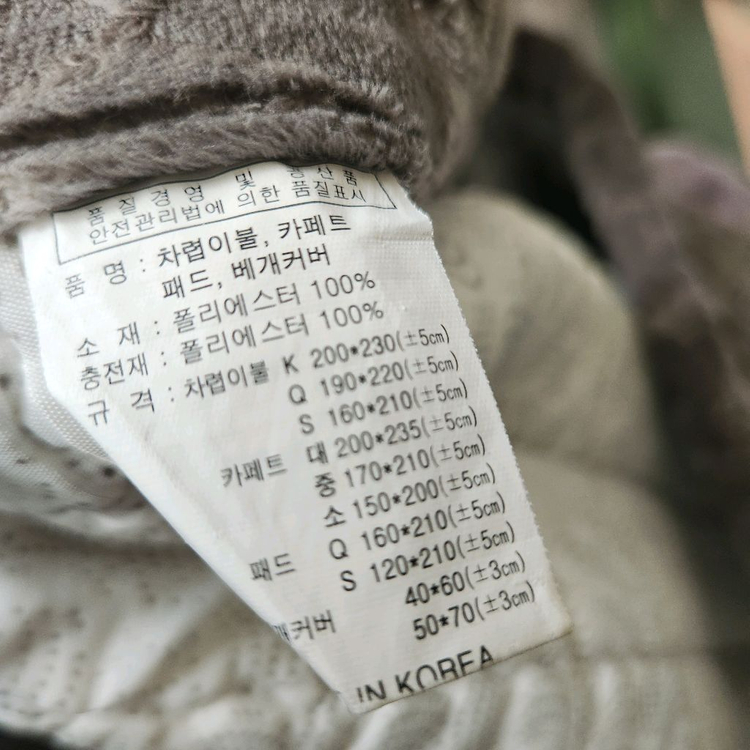 품질경영 및 공산품
안전관리법에 의한 품질표시
품 명 : 차렵이불, 카페트
패드, 베개커버
소 재 : 폴리에스터 100%
충전재 : 폴리에스터 100%
규 격 : 차렵이불 K 200*230(±5cm)
Q 190*220(±5cm)
S 160*210(±5cm)
카페트 대 200*235(±5cm)
중 170*210(±5cm)
소 150*200(±5cm)
패드 Q 160*210(±5cm)
S 120*210(±5cm)
개커버 40*60(±3cm)
50*70(±3cm)
IN KOREA